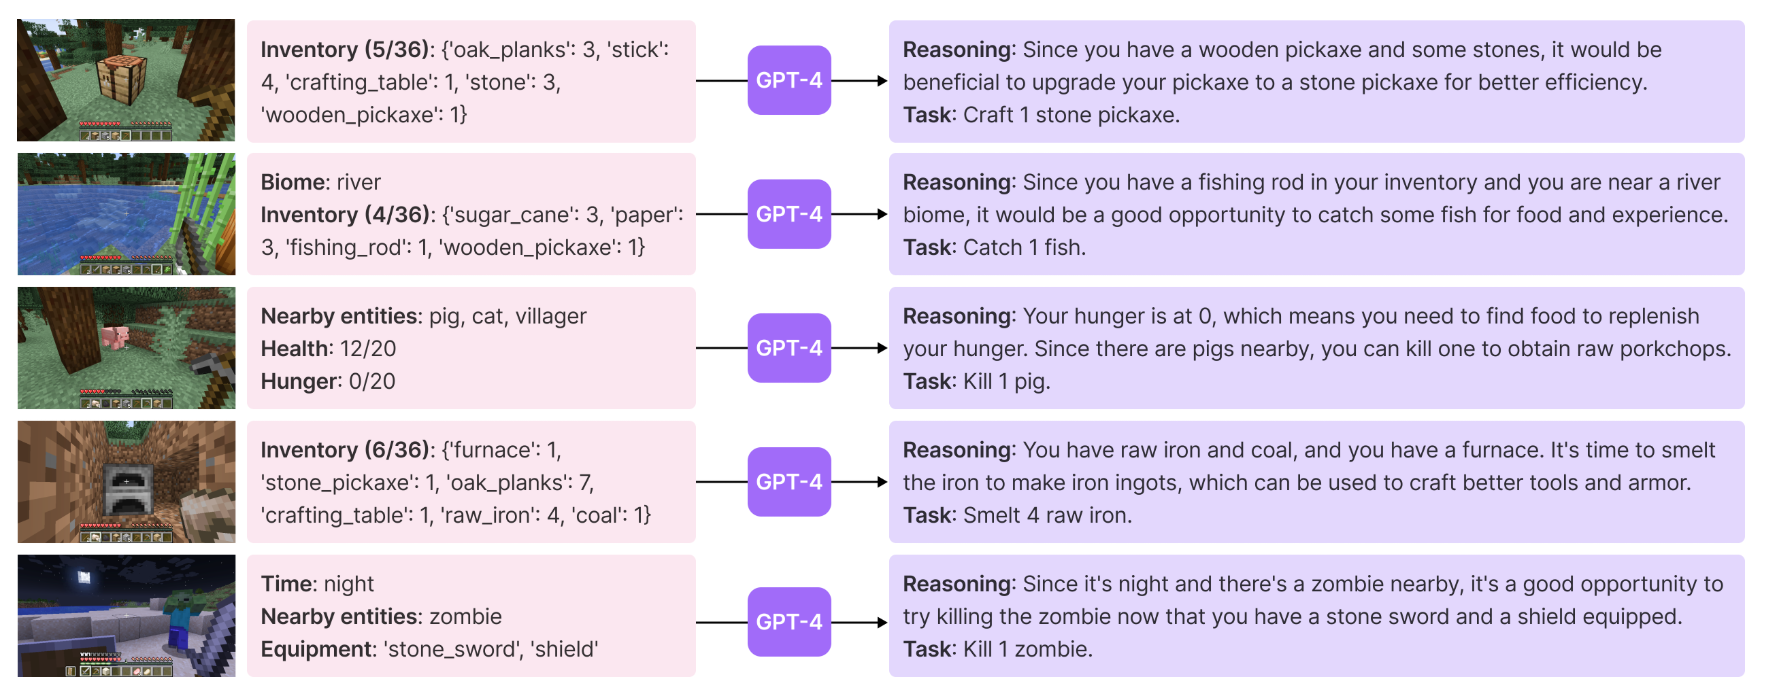 Inventory (5/36): {'oak_planks': 3, 'stick':
4, 'crafting_table': 1, 'stone': 3,
'wooden_pickaxe': 1}
GPT-4
Reasoning: Since you have a wooden pickaxe and some stones, it would be
beneficial to upgrade your pickaxe to a stone pickaxe for better efficiency.
Task: Craft 1 stone pickaxe.
Biome: river
Inventory (4/36): {'sugar_cane': 3, 'paper':
3, 'fishing_rod': 1, 'wooden_pickaxe': 1}
GPT-4
Reasoning: Since you have a fishing rod in your inventory and you are near a river
biome, it would be a good opportunity to catch some fish for food and experience.
Task: Catch 1 fish.
Nearby entities: pig, cat, villager
Health: 12/20
Hunger: 0/20
GPT-4
Reasoning: Your hunger is at 0, which means you need to find food to replenish
your hunger. Since there are pigs nearby, you can kill one to obtain raw porkchops.
Task: Kill 1 pig.
Inventory (6/36): {'furnace': 1,
'stone_pickaxe': 1, 'oak_planks': 7,
'crafting_table': 1, 'raw_iron': 4, 'coal': 1}
GPT-4
Reasoning: You have raw iron and coal, and you have a furnace. It's time to smelt
the iron to make iron ingots, which can be used to craft better tools and armor.
Task: Smelt 4 raw iron.
Time: night
Nearby entities: zombie
Equipment: 'stone_sword', 'shield'
GPT-4
Reasoning: Since it's night and there's a zombie nearby, it's a good opportunity to
try killing the zombie now that you have a stone sword and a shield equipped.
Task: Kill 1 zombie.